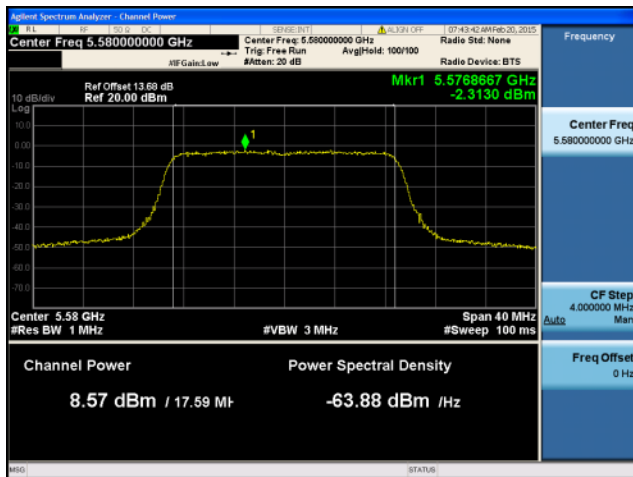 Agilent Spectrum Analyzer - Channel Power
RL RF 50 Ω DC SENSE:INT ALIGN OFF 07:43:42 AM Feb 20, 2015
Center Freq 5.580000000 GHz
Center Freq: 5.580000000 GHz
Radio Std: None
Trig: Free Run Avg|Hold: 100/100
#IFGain:Low
#Atten: 20 dB
Radio Device: BTS
Mkr1 5.5768667 GHz
-2.3130 dBm
Ref Offset 13.68 dB
10 dB/div Ref 20.00 dBm
Log
10.0
0.00
-10.0
-20.0
-30.0
-40.0
-50.0
-60.0
-70.0
1
Center 5.58 GHz
Span 40 MHz
#Res BW 1 MHz
#VBW 3 MHz
#Sweep 100 ms
Channel Power
Power Spectral Density
8.57 dBm / 17.59 MH
-63.88 dBm /Hz
MSG
STATUS
Frequency
Center Freq
5.580000000 GHz
CF Step
4.000000 MHz
Auto Man
Freq Offset
0 Hz